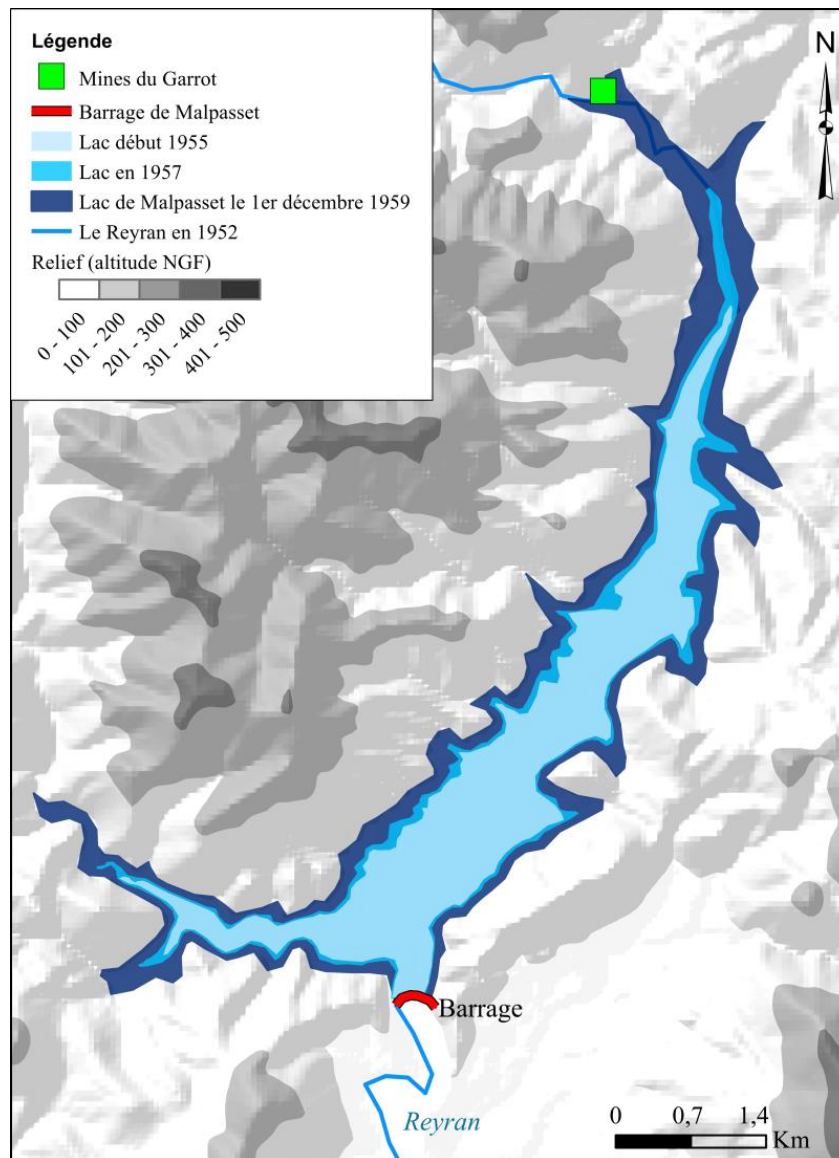 Légende
Mines du Garrot
Barrage de Malpasset
Lac début 1955
Lac en 1957
Lac de Malpasset le 1er décembre 1959
Le Reyran en 1952
Relief (altitude NGF)
0 - 100
101 - 200
201 - 300
301 - 400
401 - 500
N
Barrage
Reyran
0 0,7 1,4
Km